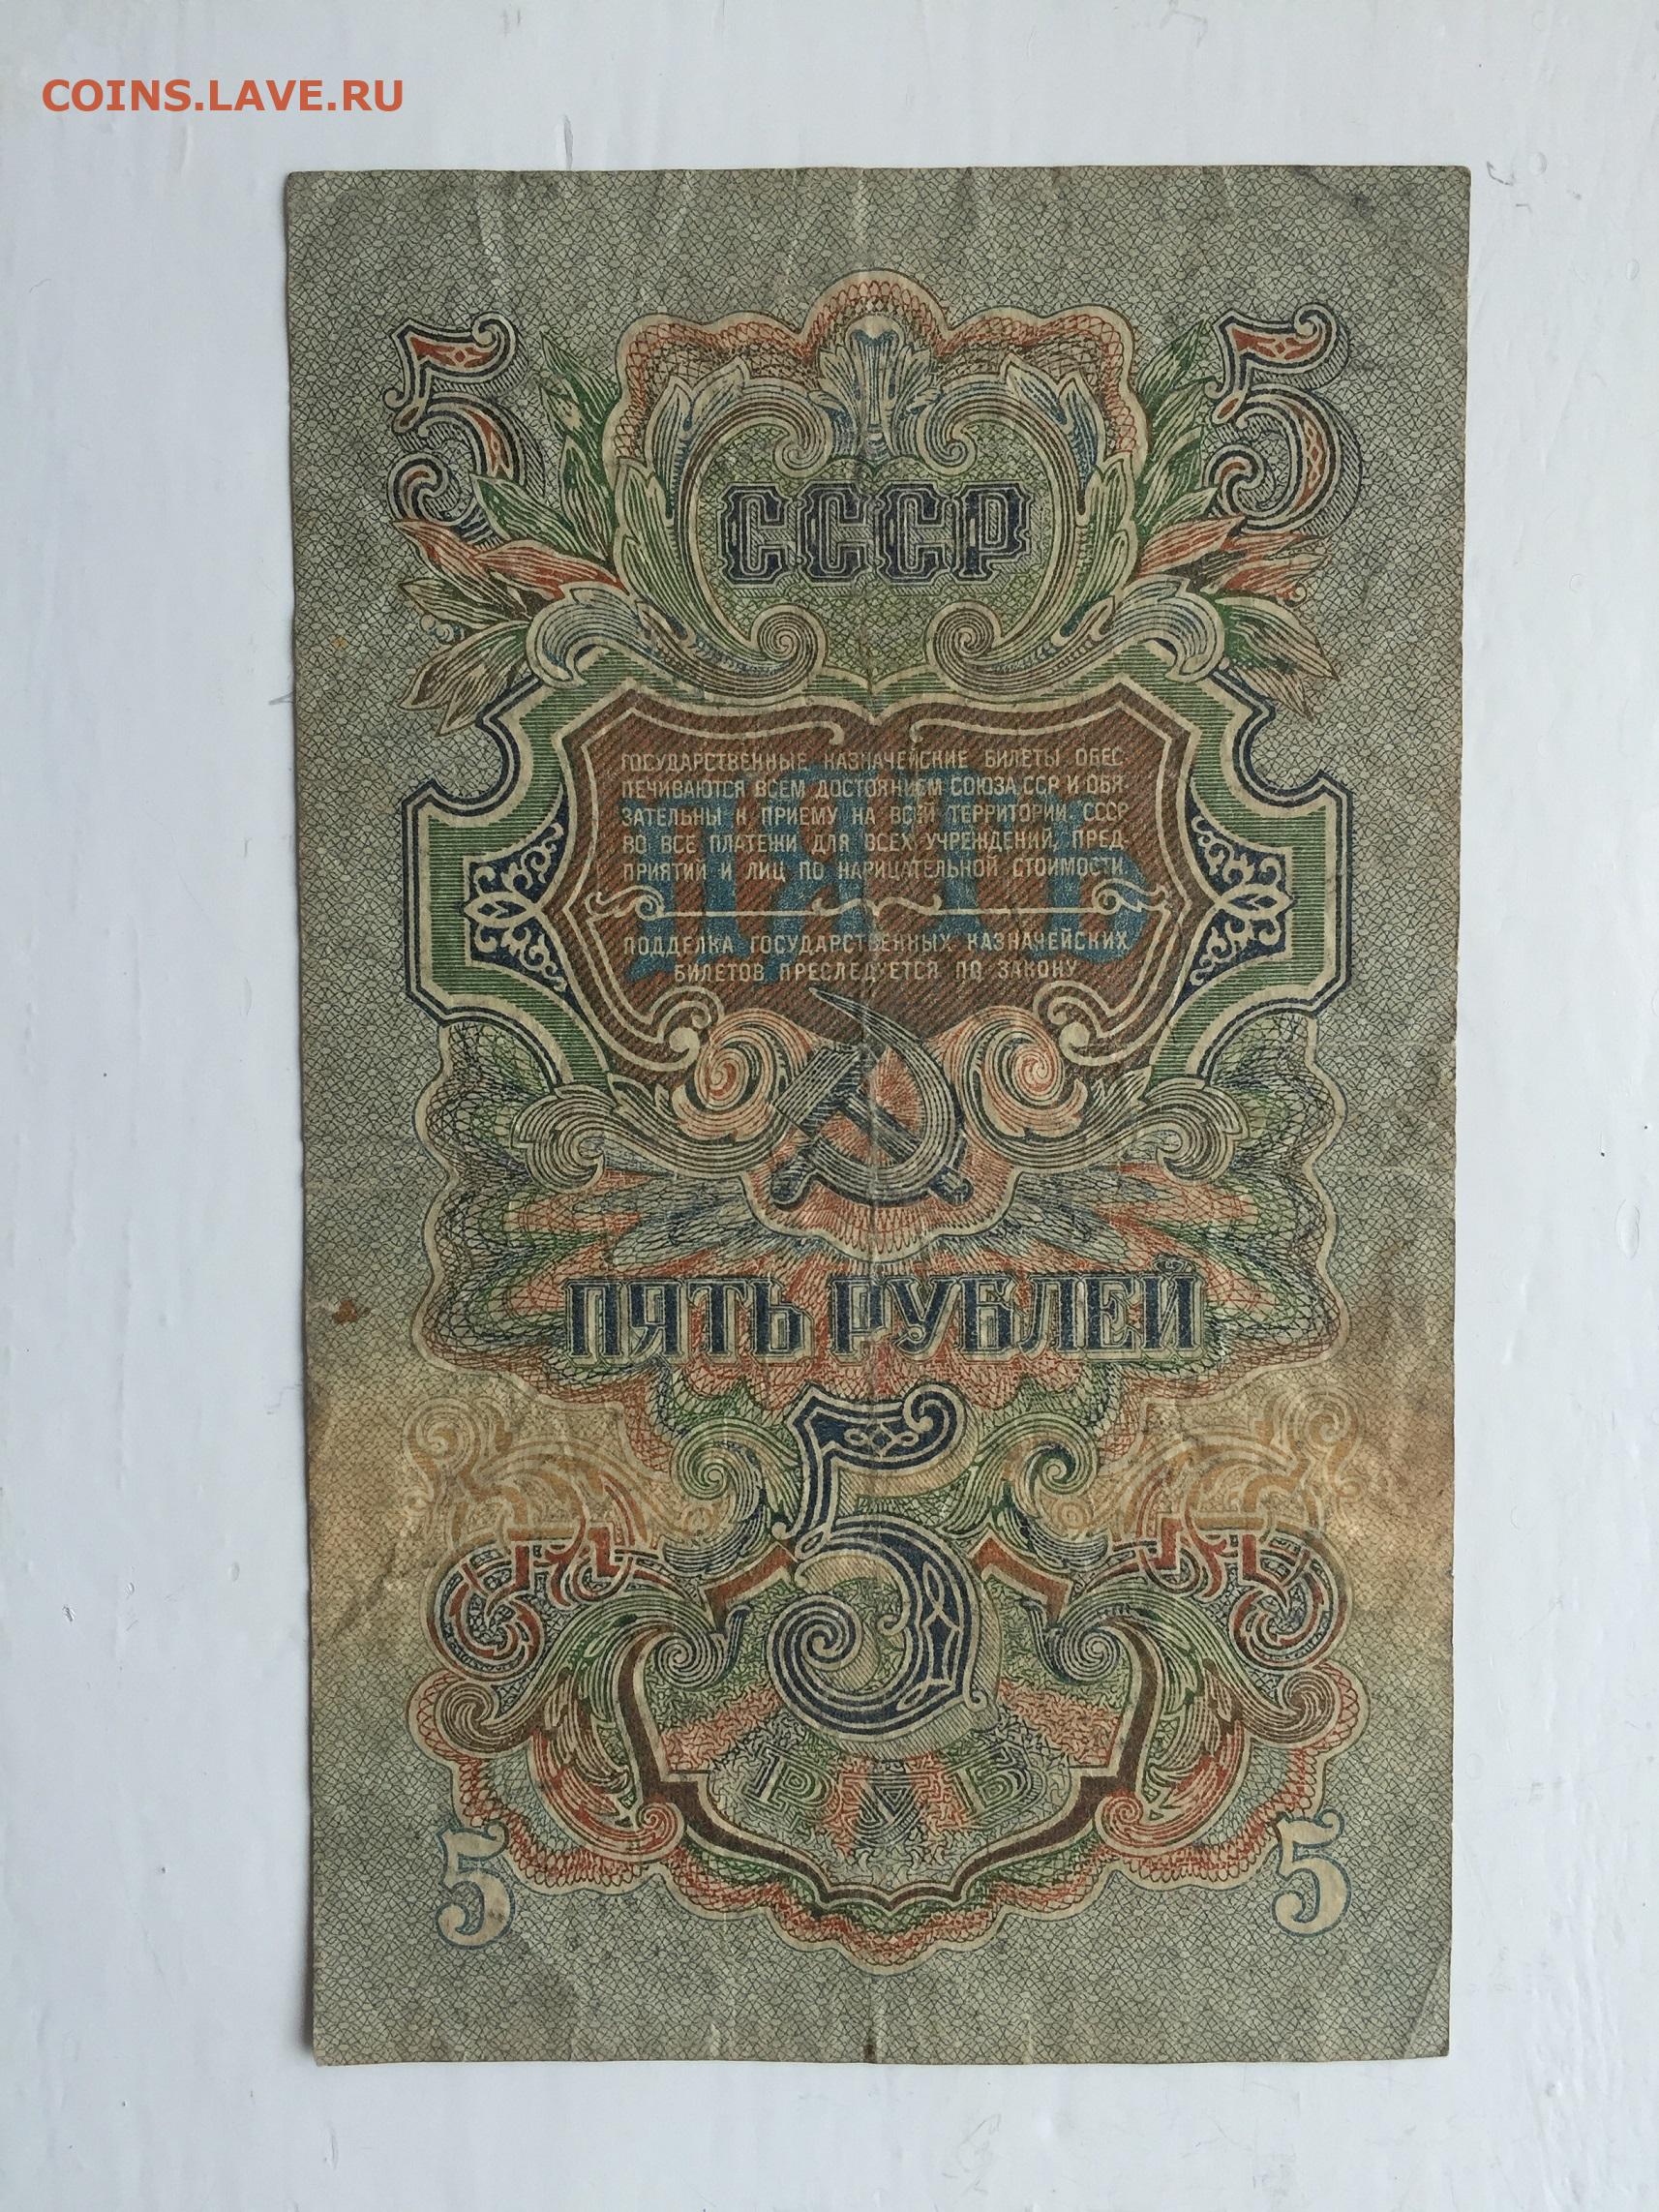 COINS.LAVE.RU
5 5
СССР
ПЯТЬ
ГОСУДАРСТВЕННЫЕ КАЗНАЧЕЙСКИЕ БИЛЕТЫ ОБЕС-
ПЕЧИВАЮТСЯ ВСЕМ ДОСТОЯНИЕМ СОЮЗА ССР И ОБЯ-
ЗАТЕЛЬНЫ К ПРИЕМУ НА ВСЕЙ ТЕРРИТОРИИ СССР
ВО ВСЕ ПЛАТЕЖИ ДЛЯ ВСЕХ УЧРЕЖДЕНИЙ, ПРЕД-
ПРИЯТИЙ И ЛИЦ ПО НАРИЦАТЕЛЬНОЙ СТОИМОСТИ.
ПОДДЕЛКА ГОСУДАРСТВЕННЫХ КАЗНАЧЕЙСКИХ
БИЛЕТОВ ПРЕСЛЕДУЕТСЯ ПО ЗАКОНУ
ПЯТЬ РУБЛЕЙ
5
РУБ
5 5